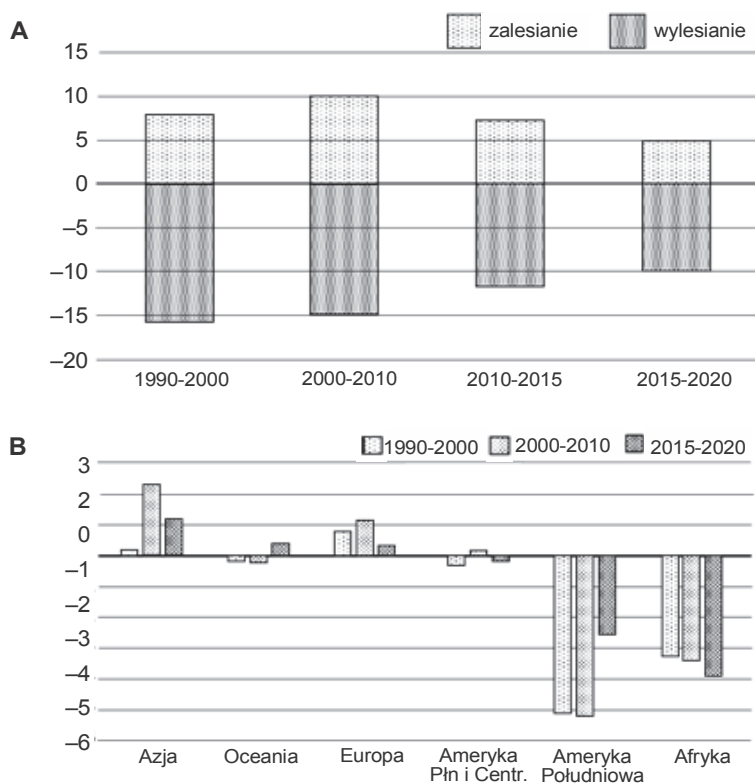 A
zalesianie wylesianie
15
10
5
0
–5
–10
–15
–20
1990-2000 2000-2010 2010-2015 2015-2020
B
1990-2000 2000-2010 2015-2020
3
2
0
–1
–2
–3
–4
–5
–6
Azja Oceania Europa Ameryka Płn i Centr. Ameryka Południowa Afryka